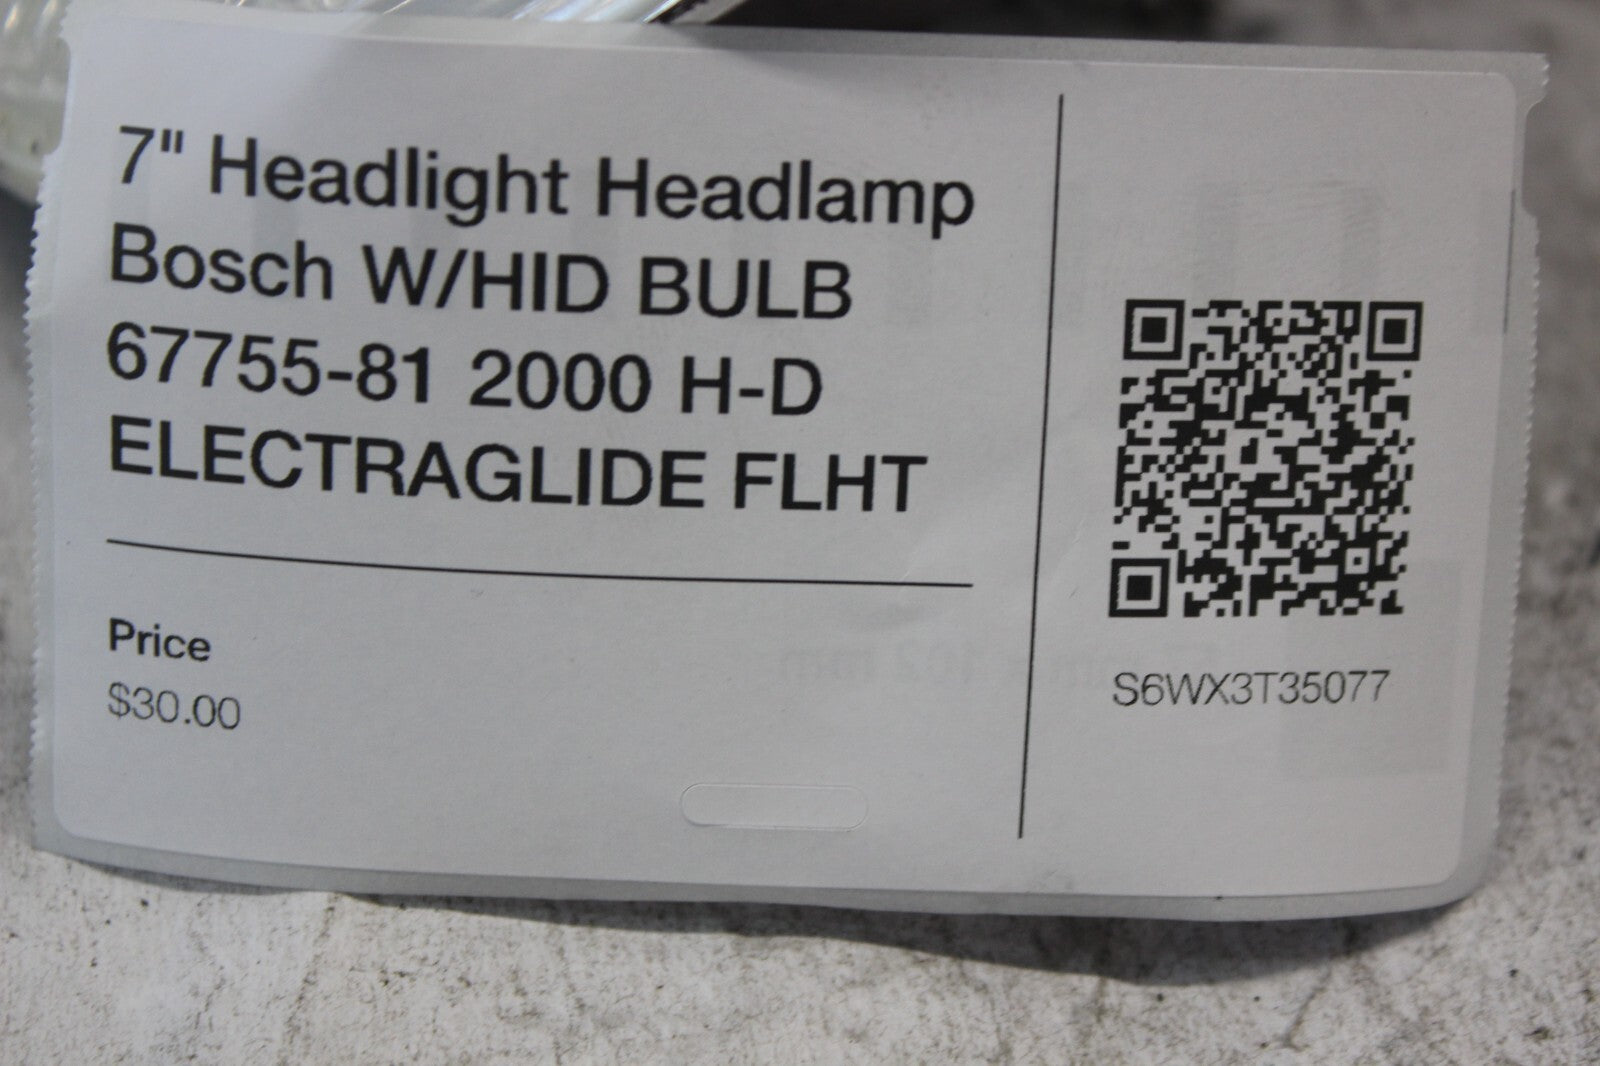 7" Headlight Headlamp
Bosch W/HID BULB
67755-81 2000 H-D
ELECTRAGLIDE FLHT
Price
$30.00
S6WX3T35077